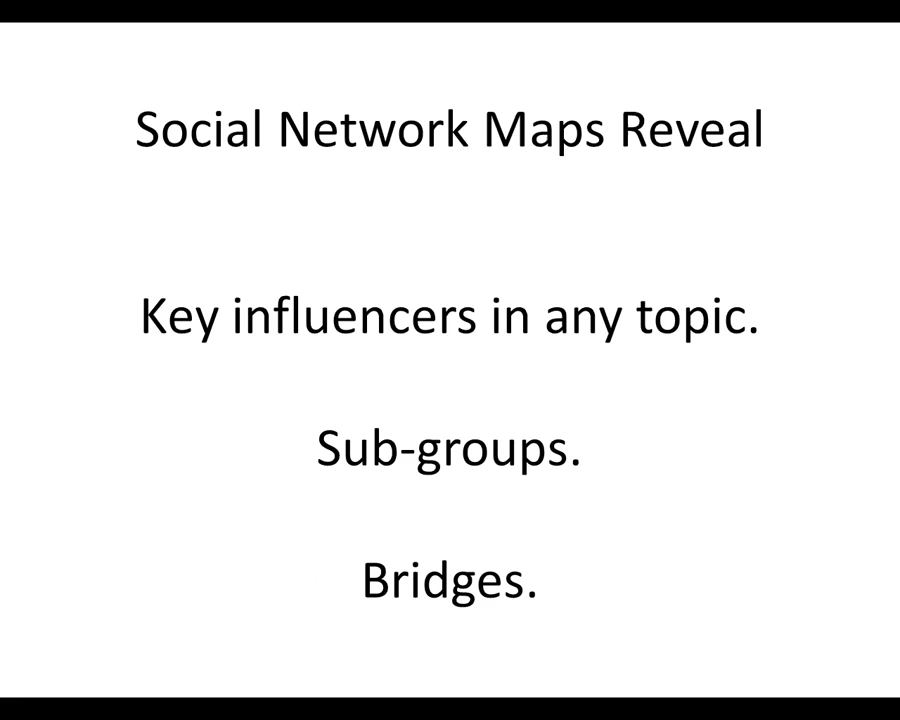 Social Network Maps Reveal
Key influencers in any topic.
Sub-groups.
Bridges.